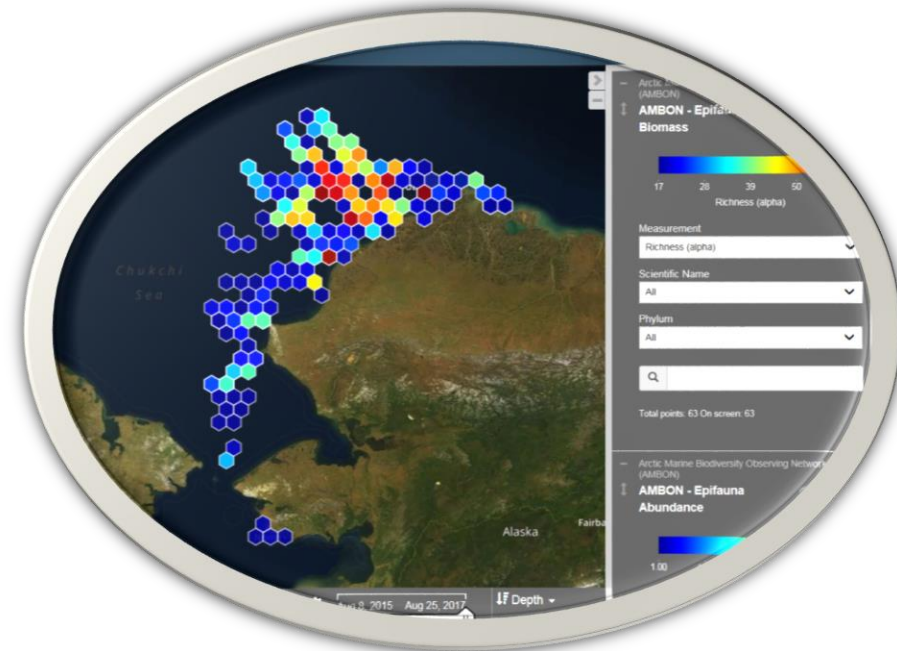 Chukchi
Sea
Alaska
Aug 8, 2015 Aug 25, 2017
Depth
(AMBON)
AMBON -
Biomass
17 28 39 50
Richness (alpha)
Measurement
Richness (alpha)
Scientific Name
All
Phylum
All
Total points: 63 On screen: 63
Arctic Marine Biodiversity Observing Network
(AMBON)
AMBON - Epifauna
Abundance
1.00